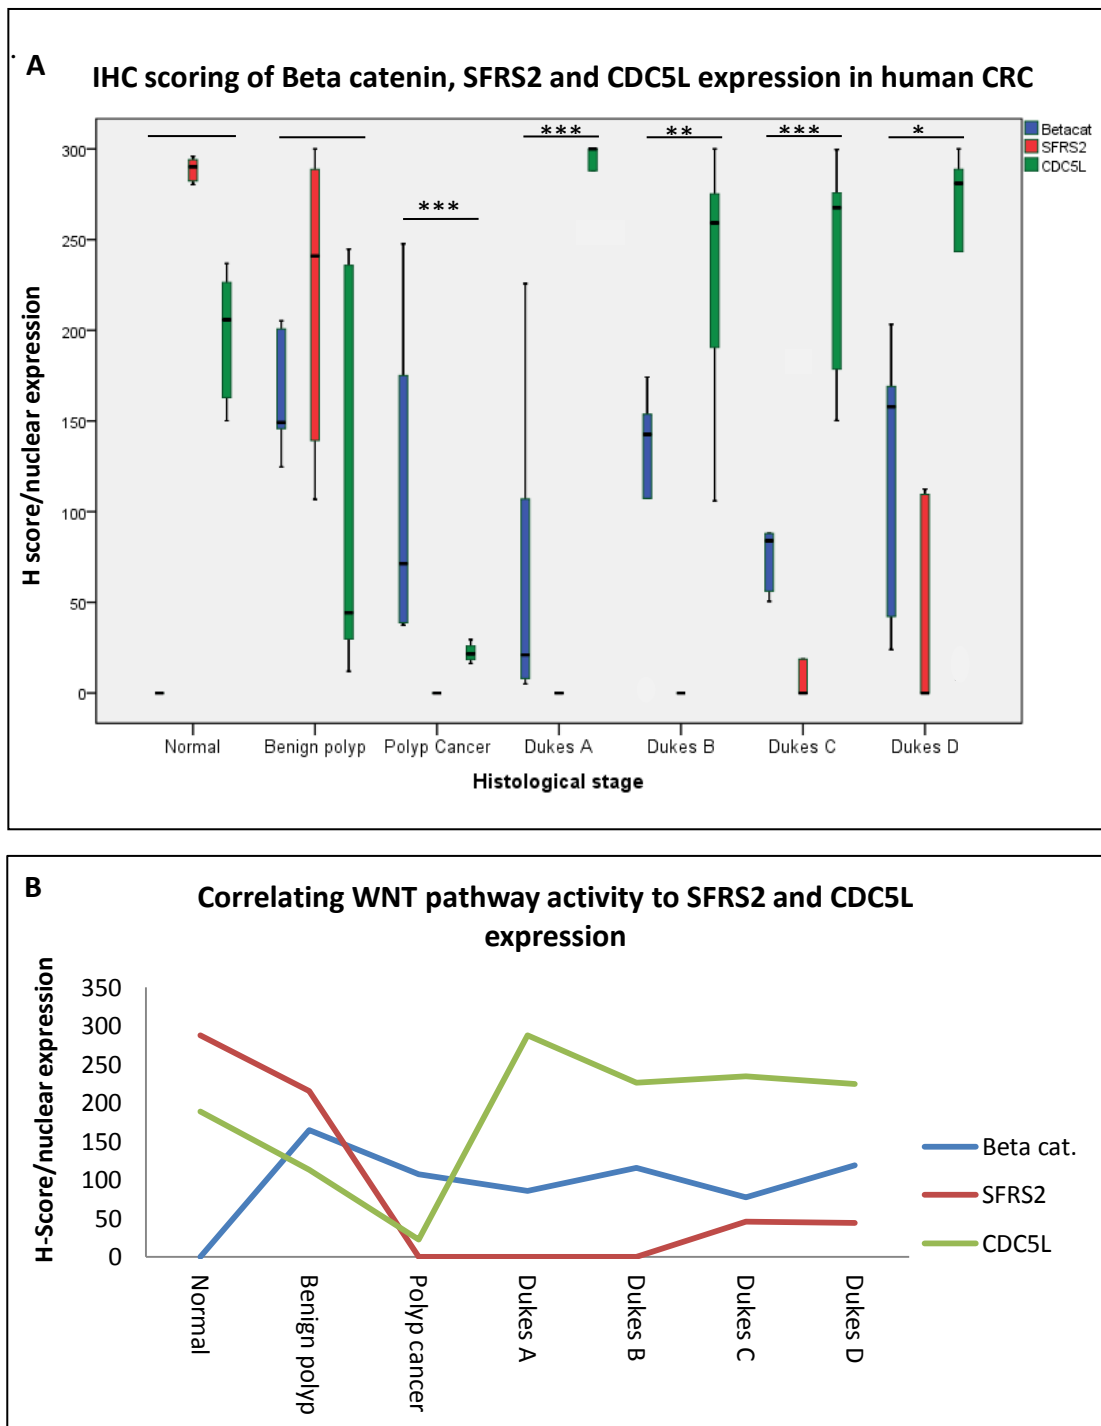 A
IHC scoring of Beta catenin, SFRS2 and CDC5L expression in human CRC
Betacat
SFRS2
CDC5L
*** ** *** *
***
300
250
200
150
100
50
0
H score/nuclear expression
Normal Benign polyp Polyp Cancer Dukes A Dukes B Dukes C Dukes D
Histological stage
B
Correlating WNT pathway activity to SFRS2 and CDC5L
expression
350
300
250
200
150
100
50
0
H-Score/nuclear expression
Beta cat.
SFRS2
CDC5L
Normal
Benign polyp
Polyp cancer
Dukes A
Dukes B
Dukes C
Dukes D